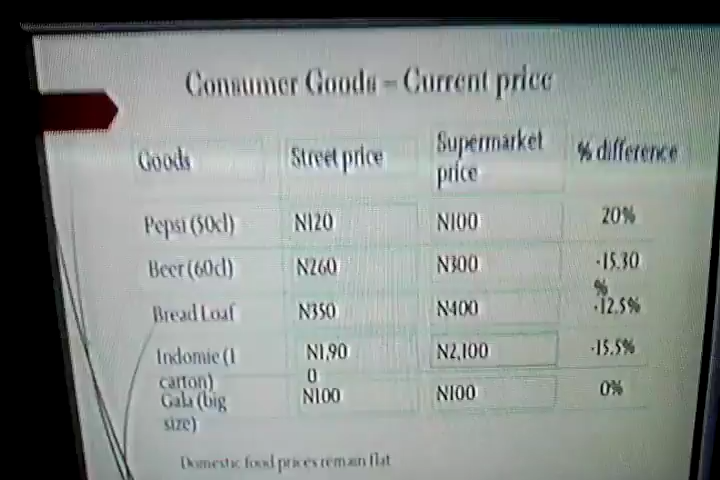 Consumer Goods – Current price
Goods Street price Supermarket price % difference
Pepsi (50cl) N120 N100 20%
Beer (60cl) N260 N300 -15.30 %
Bread Loaf N350 N400 -12.5%
Indomie (1 carton) N1,90 0 N2,100 -15.5%
Gala (big size) N100 N100 0%
Domestic food prices remain flat